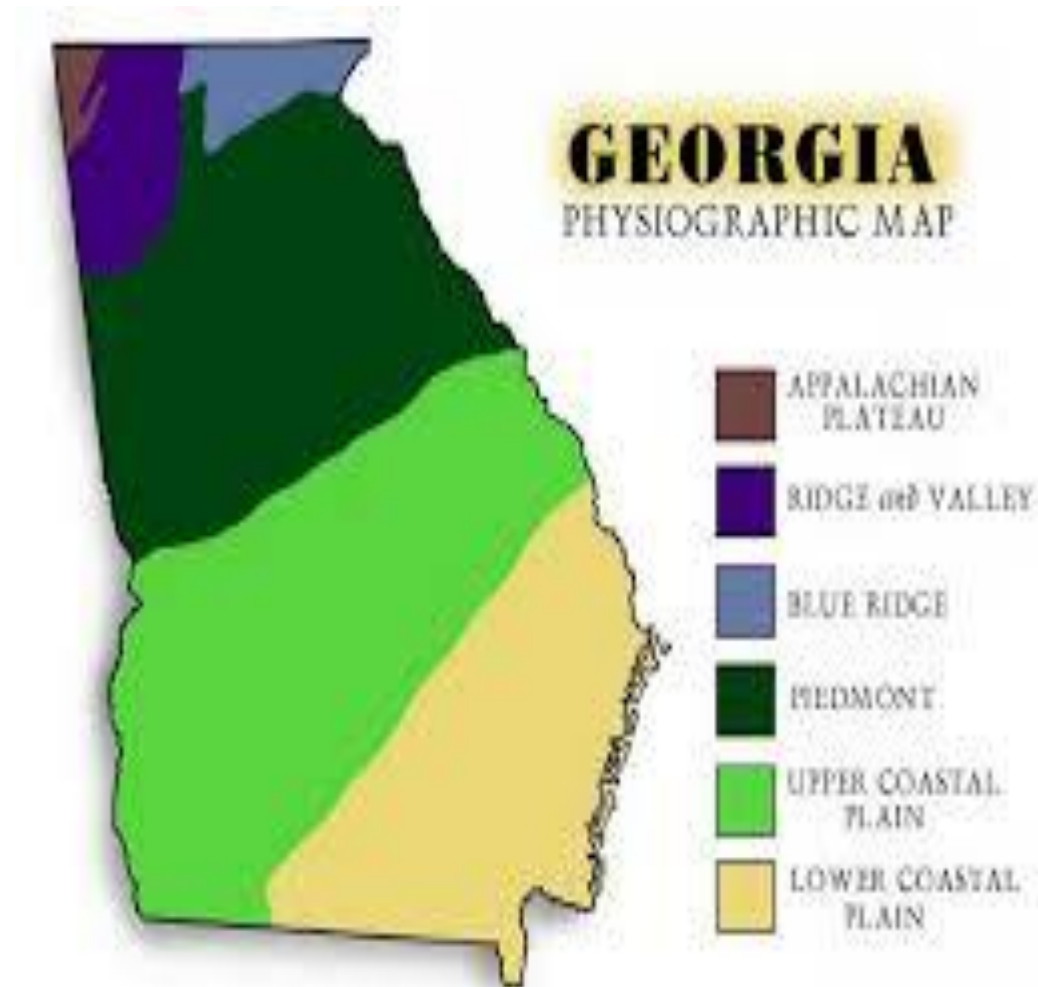 GEORGIA
PHYSIOGRAPHIC MAP
APPALACHIAN
PLATEAU
RIDGE and VALLEY
BLUE RIDGE
PIEDMONT
UPPER COASTAL
PLAIN
LOWER COASTAL
PLAIN